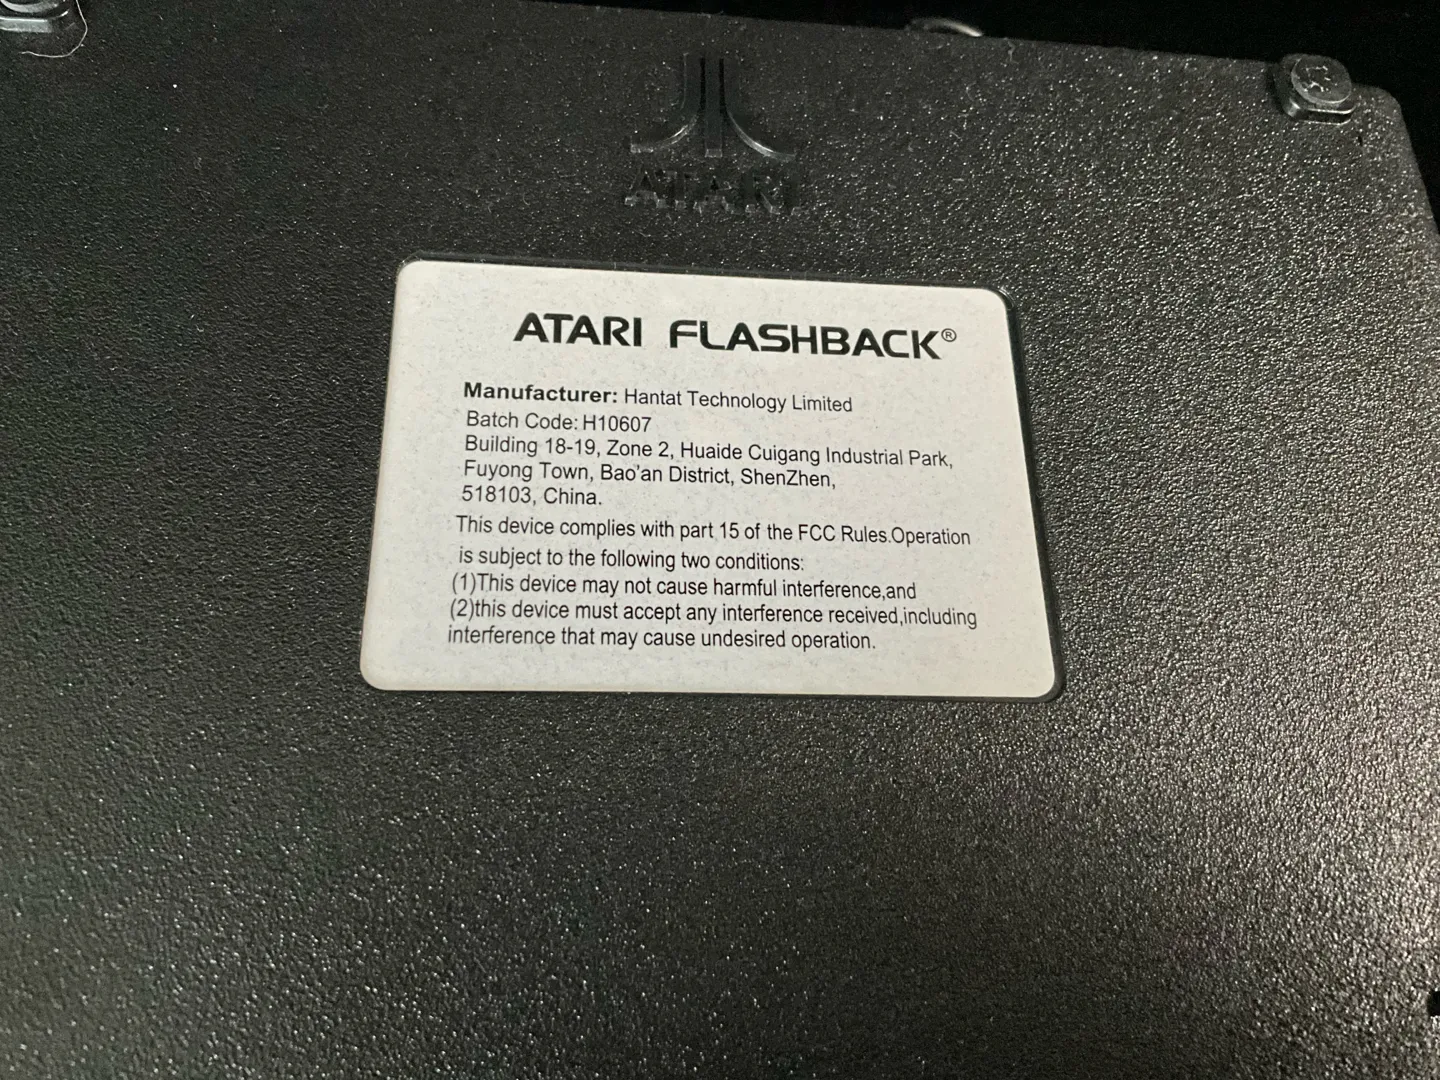 ATARI
ATARI FLASHBACK®
Manufacturer: Hantat Technology Limited
Batch Code: H10607
Building 18-19, Zone 2, Huaide Cuigang Industrial Park,
Fuyong Town, Bao'an District, ShenZhen,
518103, China.
This device complies with part 15 of the FCC Rules.Operation
is subject to the following two conditions:
(1)This device may not cause harmful interference,and
(2)this device must accept any interference received,including
interference that may cause undesired operation.